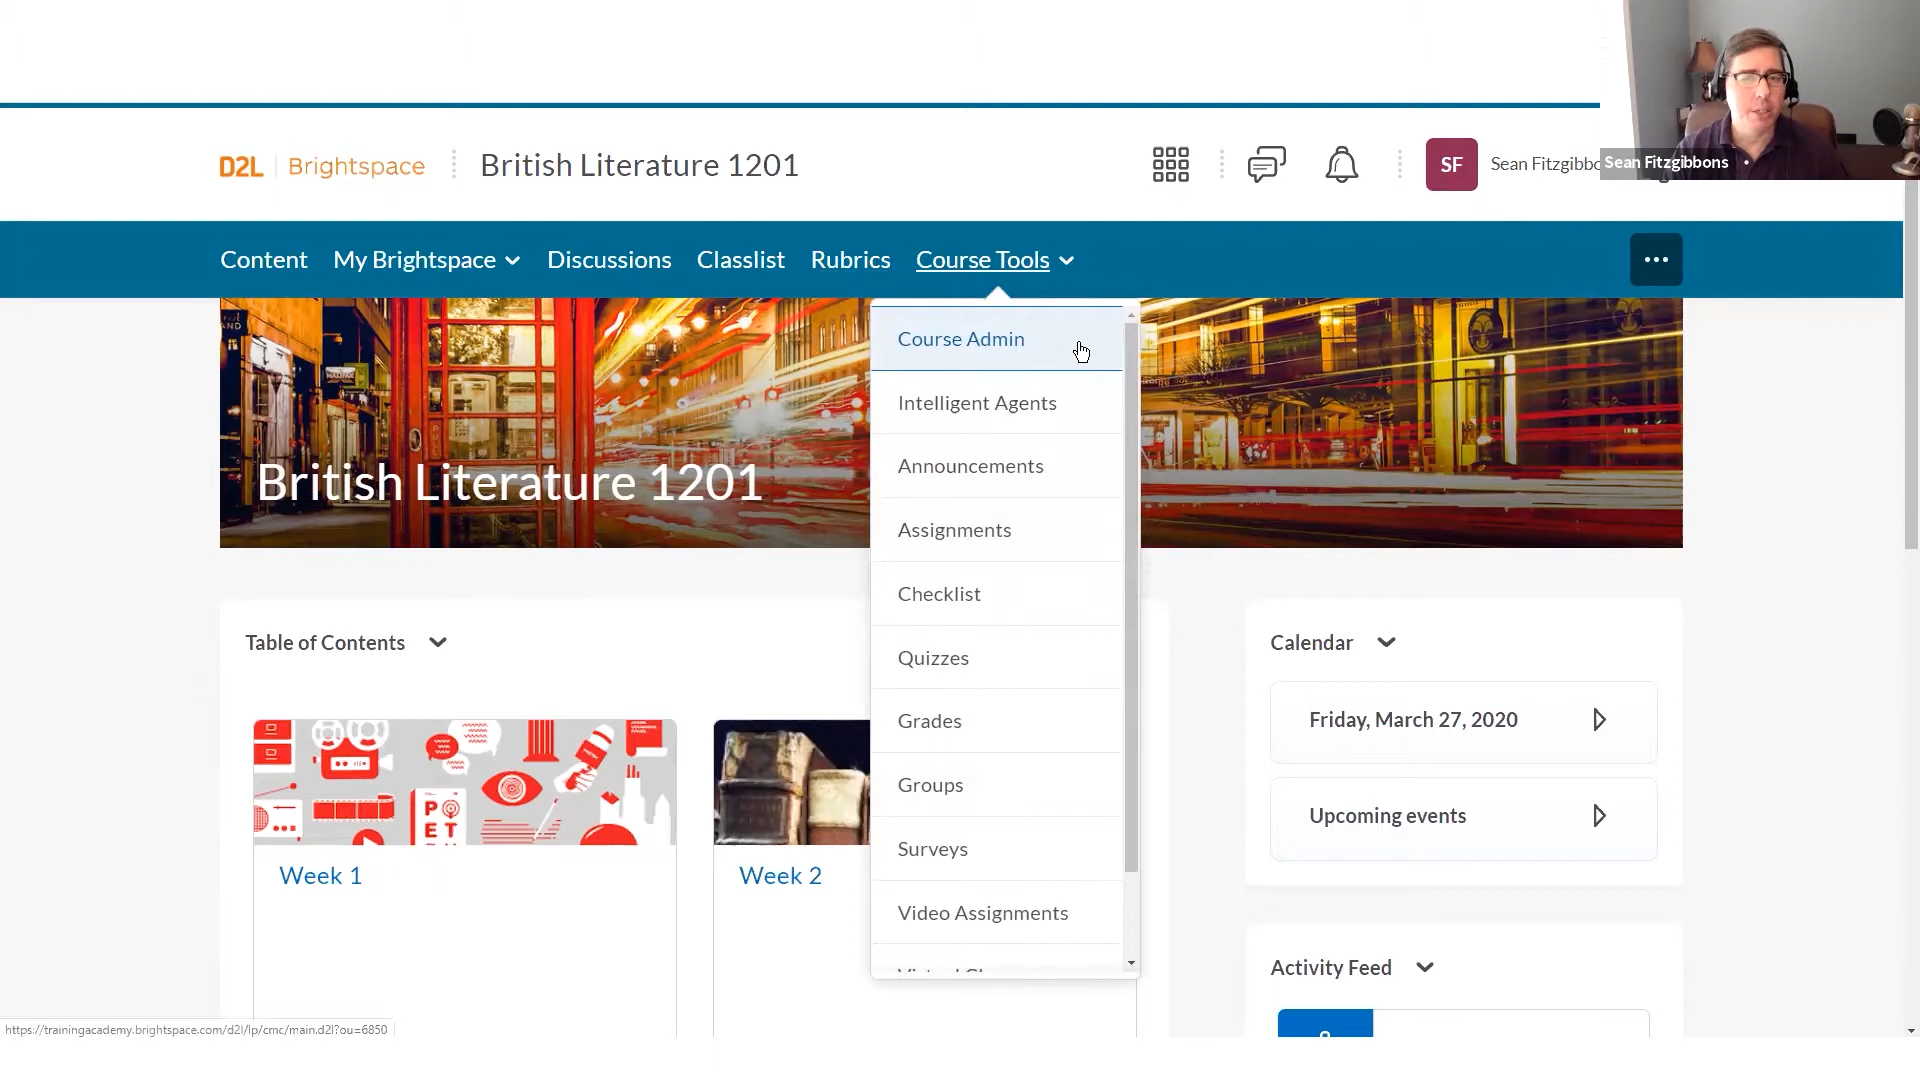 D2L Brightspace
British Literature 1201
SF
Sean Fitzgibbo
Sean Fitzgibbons
Content
My Brightspace
Discussions
Classlist
Rubrics
Course Tools
Course Admin
Intelligent Agents
Announcements
Assignments
Checklist
Quizzes
Grades
Groups
Surveys
Video Assignments
British Literature 1201
Table of Contents
Week 1
Week 2
Calendar
Friday, March 27, 2020
Upcoming events
Activity Feed
https://trainingacademy.brightspace.com/d2l/lp/cmc/main.d2l?ou=6850